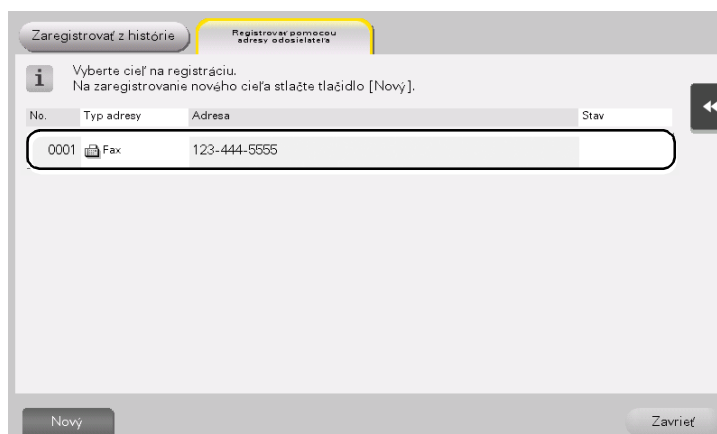 Zaregistrovať z histórie
Registrovať pomocou
adresy odosielateľa
Vyberte cieľ na registráciu.
Na zaregistrovanie nového cieľa stlačte tlačidlo [Nový].
No. Typ adresy Adresa Stav
0001 Fax 123-444-5555
Nový Zavrieť